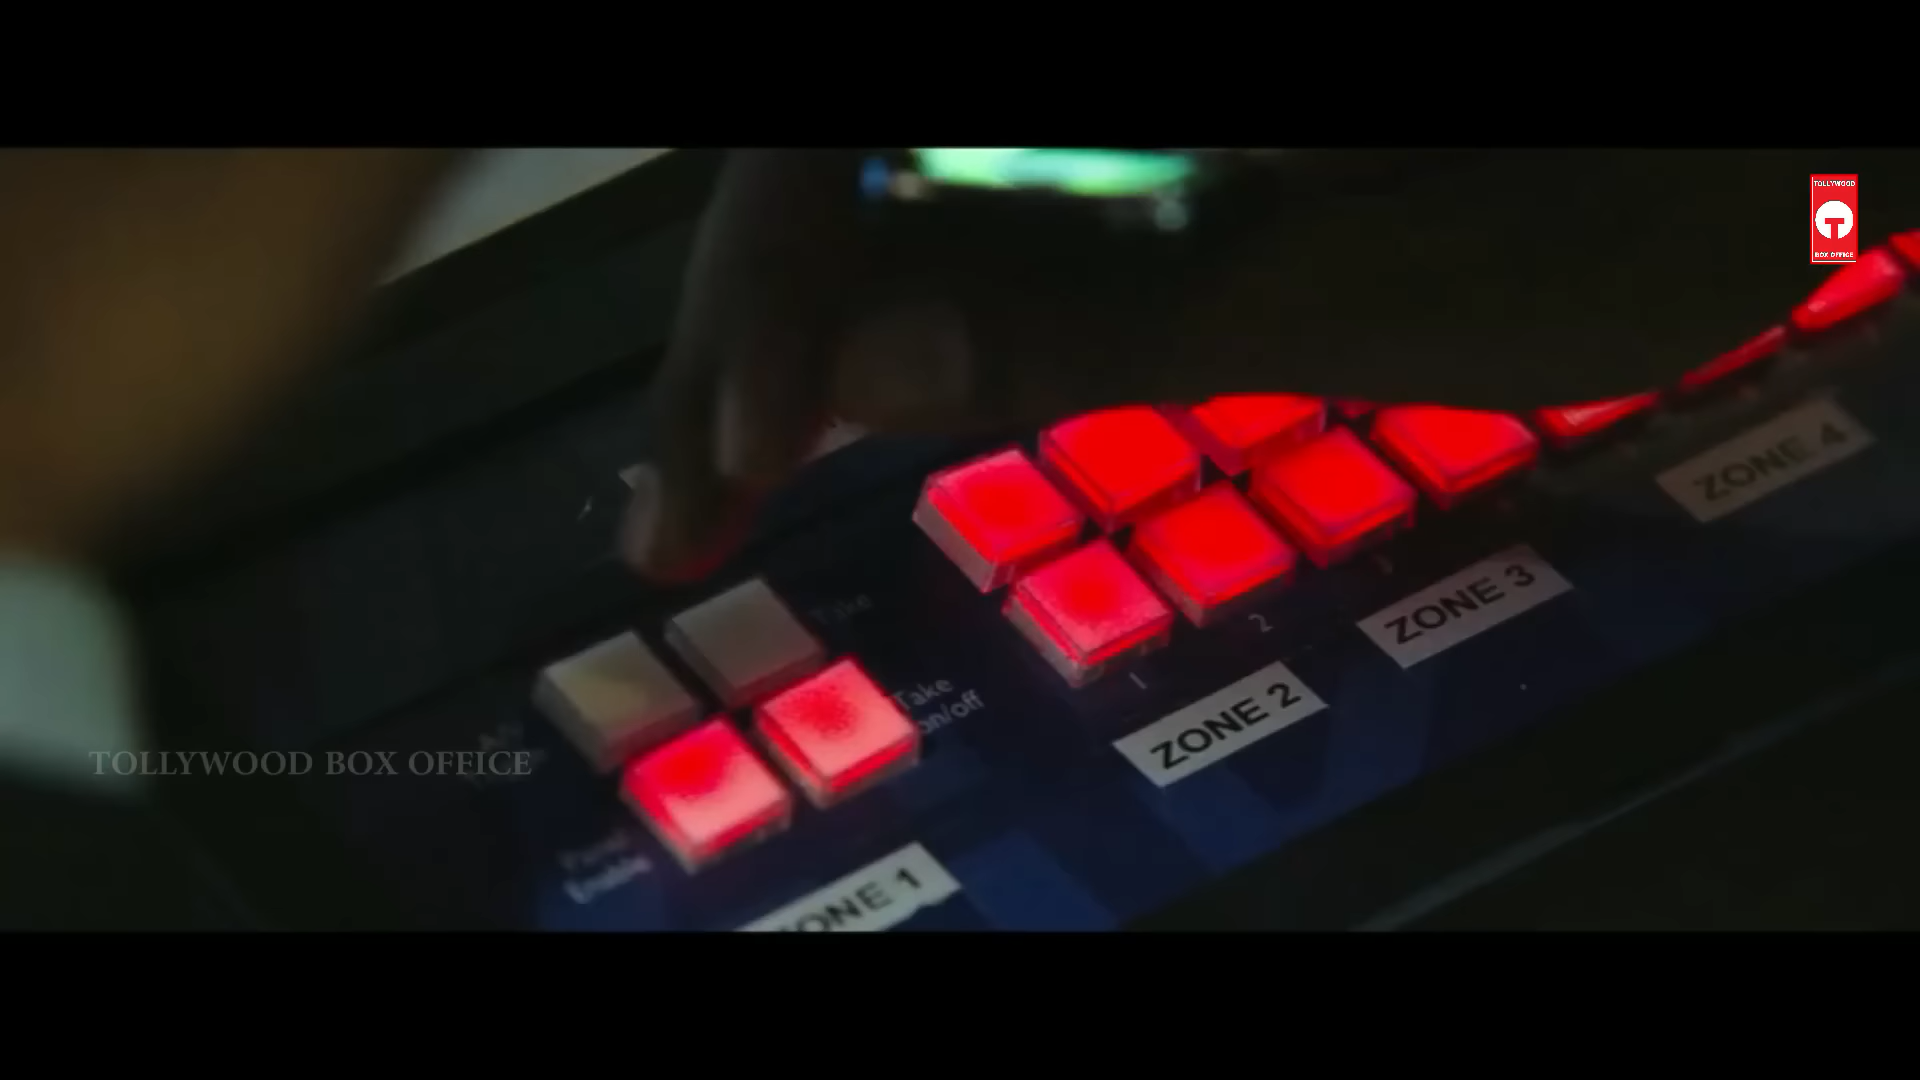 TOLLYWOOD
BOX OFFICE
ZONE 4
Take
ZONE 3
2
Take
on/off
1
ZONE 2
TOLLYWOOD BOX OFFICE
Enable
ZONE 1